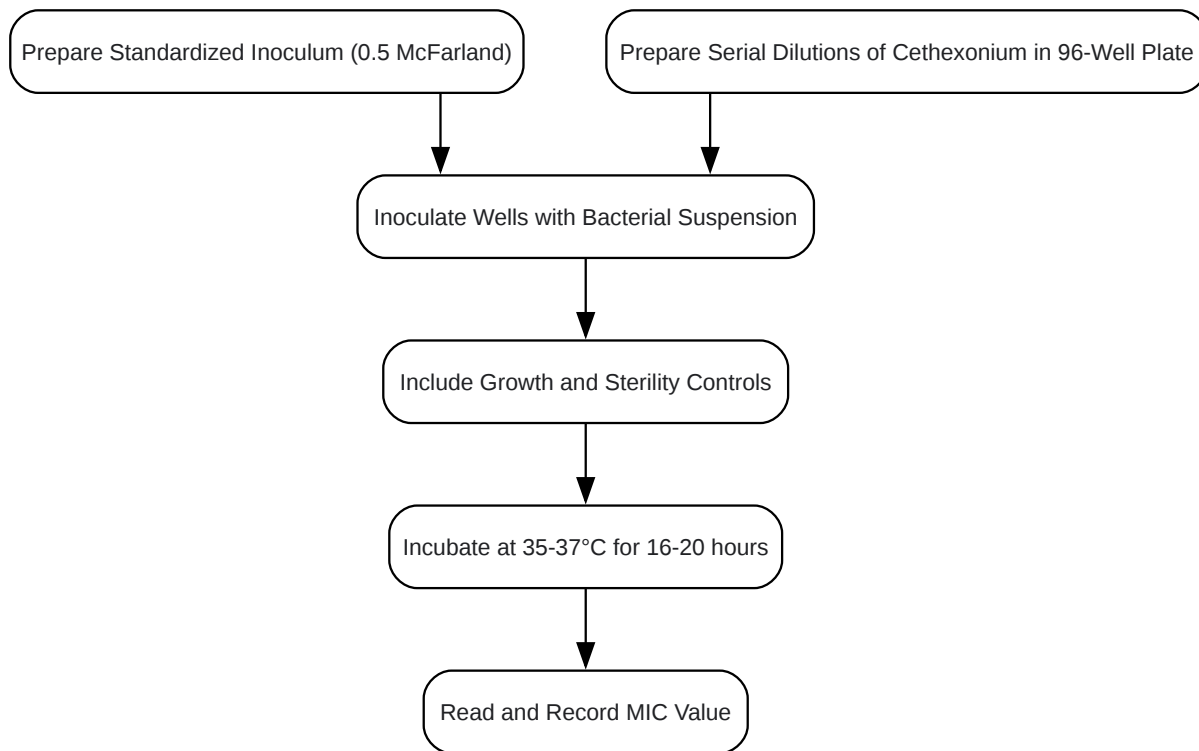 Prepare Standardized Inoculum (0.5 McFarland)
Prepare Serial Dilutions of Cethexonium in 96-Well Plate
Inoculate Wells with Bacterial Suspension
Include Growth and Sterility Controls
Incubate at 35-37°C for 16-20 hours
Read and Record MIC Value